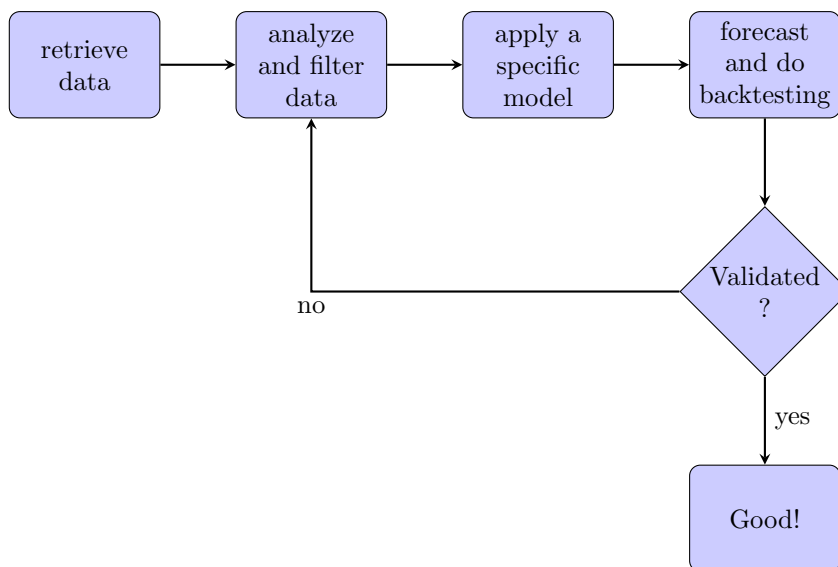 retrieve
data
analyze
and filter
data
apply a
specific
model
forecast
and do
backtesting
Validated
?
no
yes
Good!